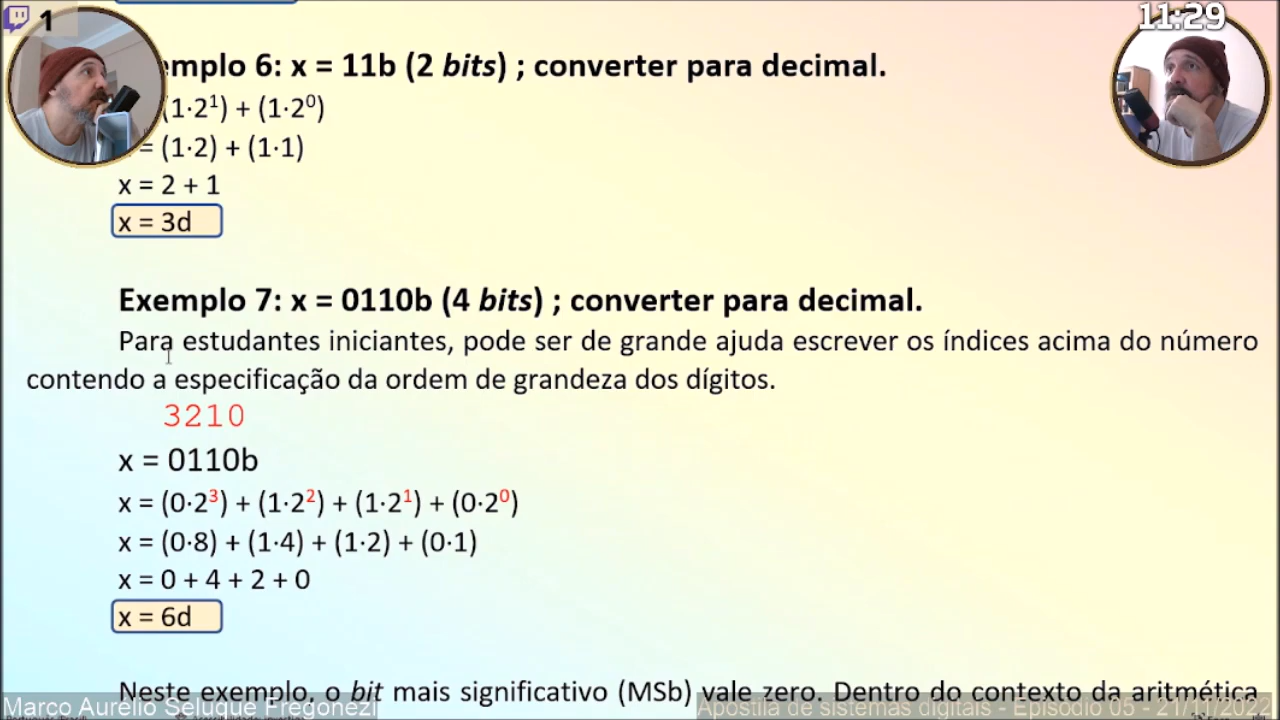 1
11:29
emplo 6: x = 11b (2 bits) ; converter para decimal.
(1·2¹) + (1·2⁰)
= (1·2) + (1·1)
x = 2 + 1
x = 3d
Exemplo 7: x = 0110b (4 bits) ; converter para decimal.
Para estudantes iniciantes, pode ser de grande ajuda escrever os índices acima do número
contendo a especificação da ordem de grandeza dos dígitos.
3210
x = 0110b
x = (0·2³) + (1·2²) + (1·2¹) + (0·2⁰)
x = (0·8) + (1·4) + (1·2) + (0·1)
x = 0 + 4 + 2 + 0
x = 6d
Neste exemplo, o bit mais significativo (MSb) vale zero. Dentro do contexto da aritmética
Marco Aurélio Seluque Fregonezi
Apostila de sistemas digitais - Episódio 05 - 21/11/2022